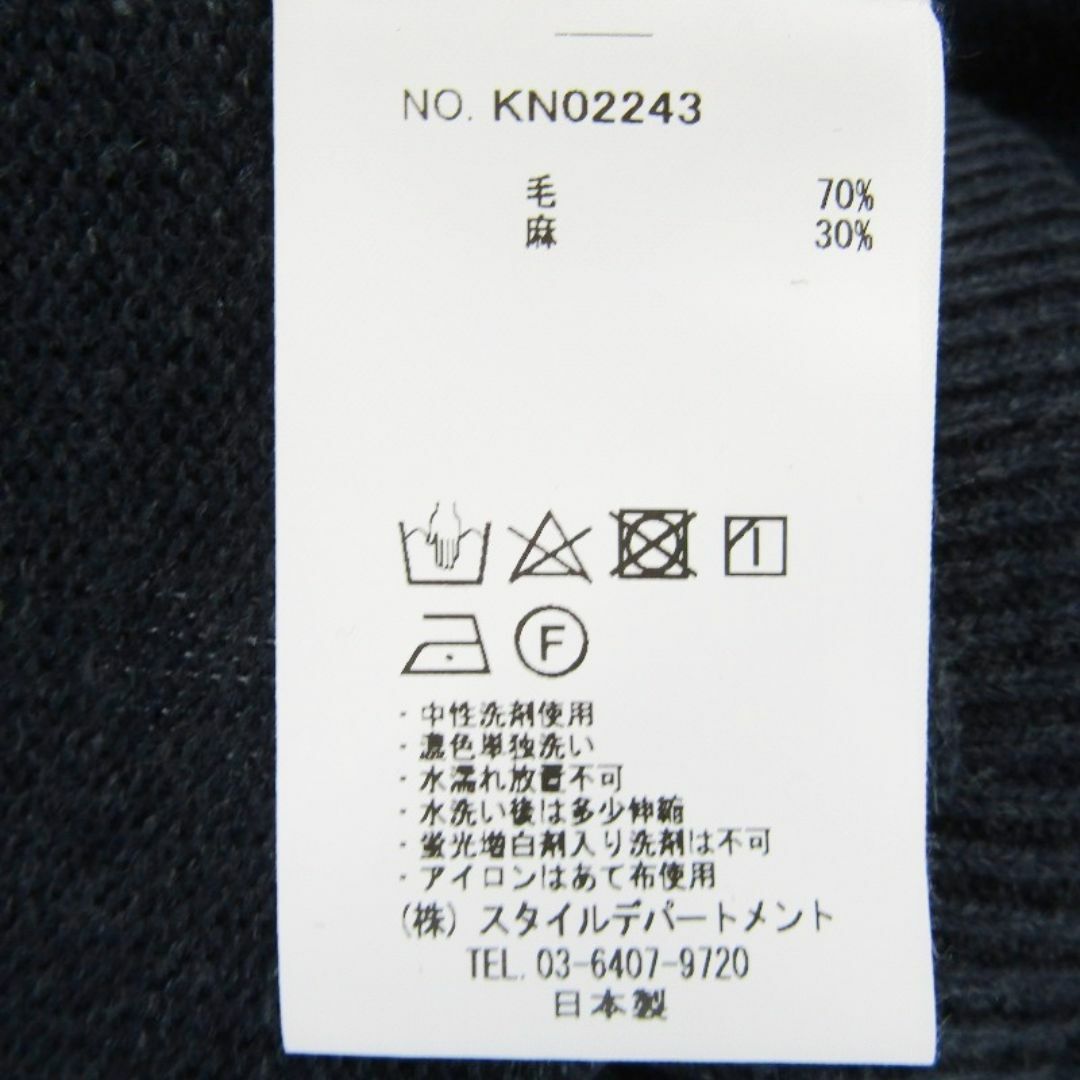 NO. KN02243
毛 70%
麻 30%
F
・中性洗剤使用
・濃色単独洗い
・水濡れ放置不可
・水洗い後は多少伸縮
・蛍光増白剤入り洗剤は不可
・アイロンはあて布使用
(株) スタイルデパートメント
TEL. 03-6407-9720
日本製